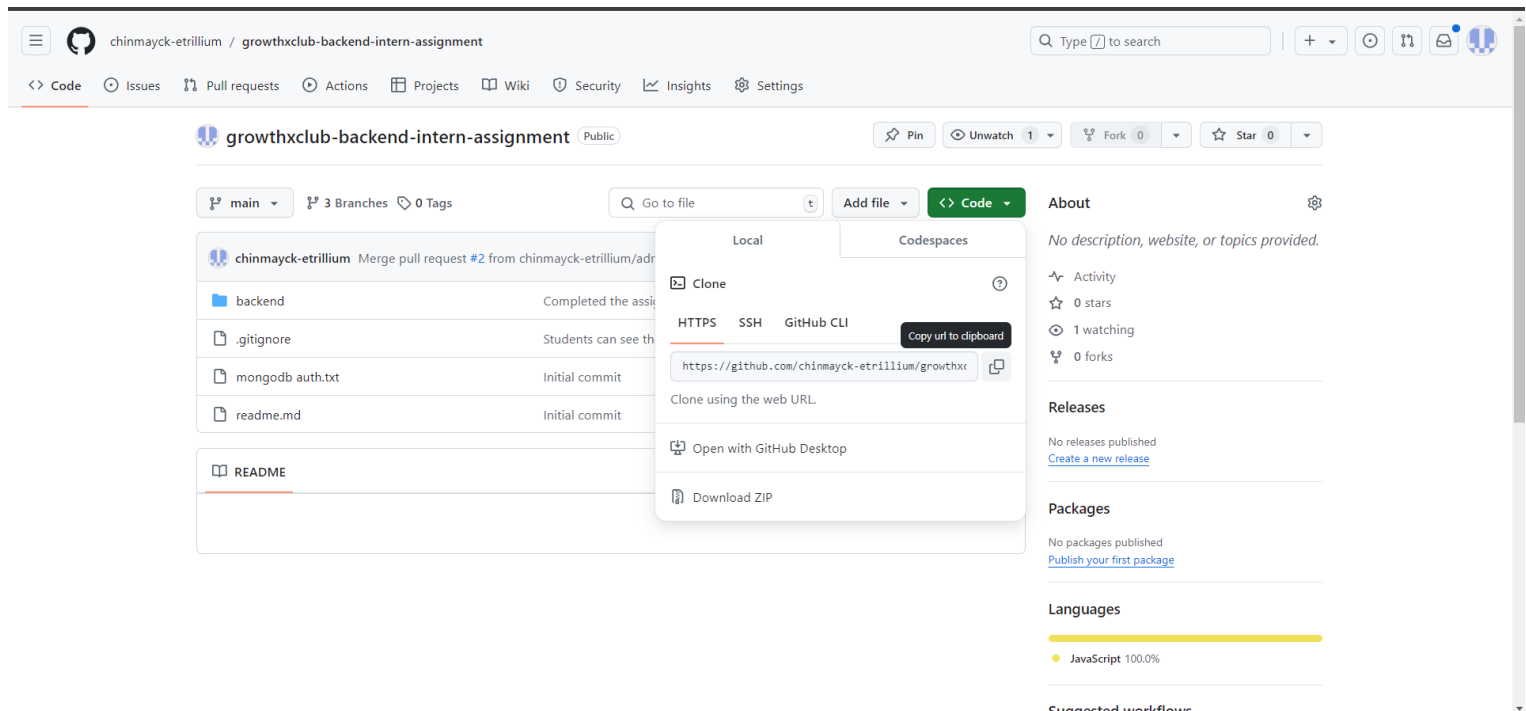 chinmayck-etrillium / growthxclub-backend-intern-assignment
Type / to search
Code Issues Pull requests Actions Projects Wiki Security Insights Settings
growthxclub-backend-intern-assignment Public
Pin Unwatch 1 Fork 0 Star 0
main 3 Branches 0 Tags Go to file t Add file Code
chinmayck-etrillium Merge pull request #2 from chinmayck-etrillium/adr
backend Completed the assig
.gitignore Students can see th
mongodb auth.txt Initial commit
readme.md Initial commit
README
Local Codespaces
Clone
HTTPS SSH GitHub CLI
Copy url to clipboard
https://github.com/chinmayck-etrillium/growthx
Clone using the web URL.
Open with GitHub Desktop
Download ZIP
About
No description, website, or topics provided.
Activity
0 stars
1 watching
0 forks
Releases
No releases published
Create a new release
Packages
No packages published
Publish your first package
Languages
JavaScript 100.0%
Suggested workflows